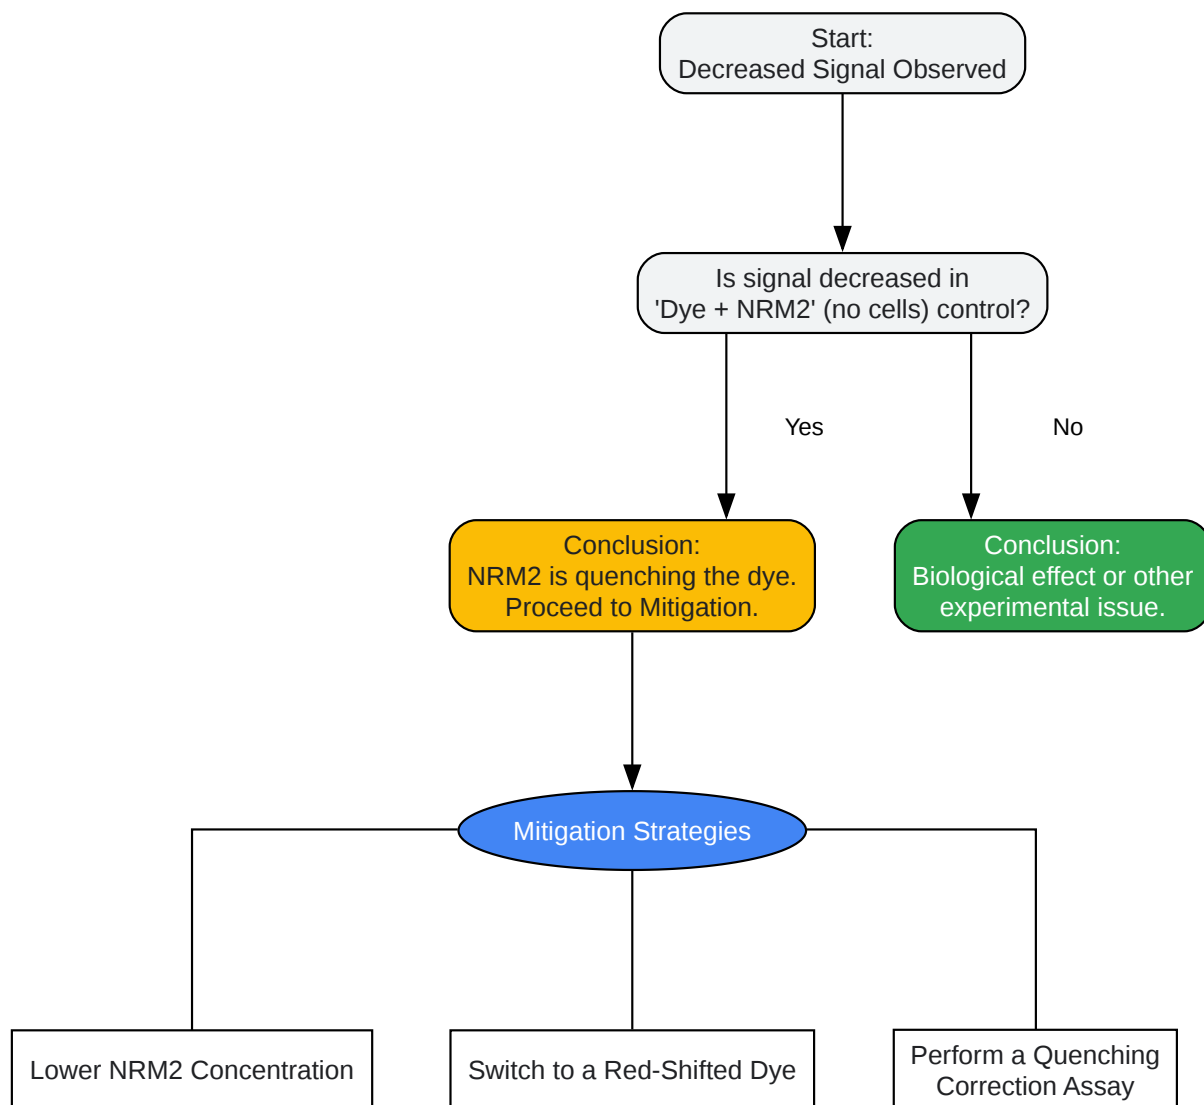 Start:
Decreased Signal Observed
Is signal decreased in
'Dye + NRM2' (no cells) control?
Yes
No
Conclusion:
NRM2 is quenching the dye.
Proceed to Mitigation.
Conclusion:
Biological effect or other
experimental issue.
Mitigation Strategies
Lower NRM2 Concentration
Switch to a Red-Shifted Dye
Perform a Quenching
Correction Assay